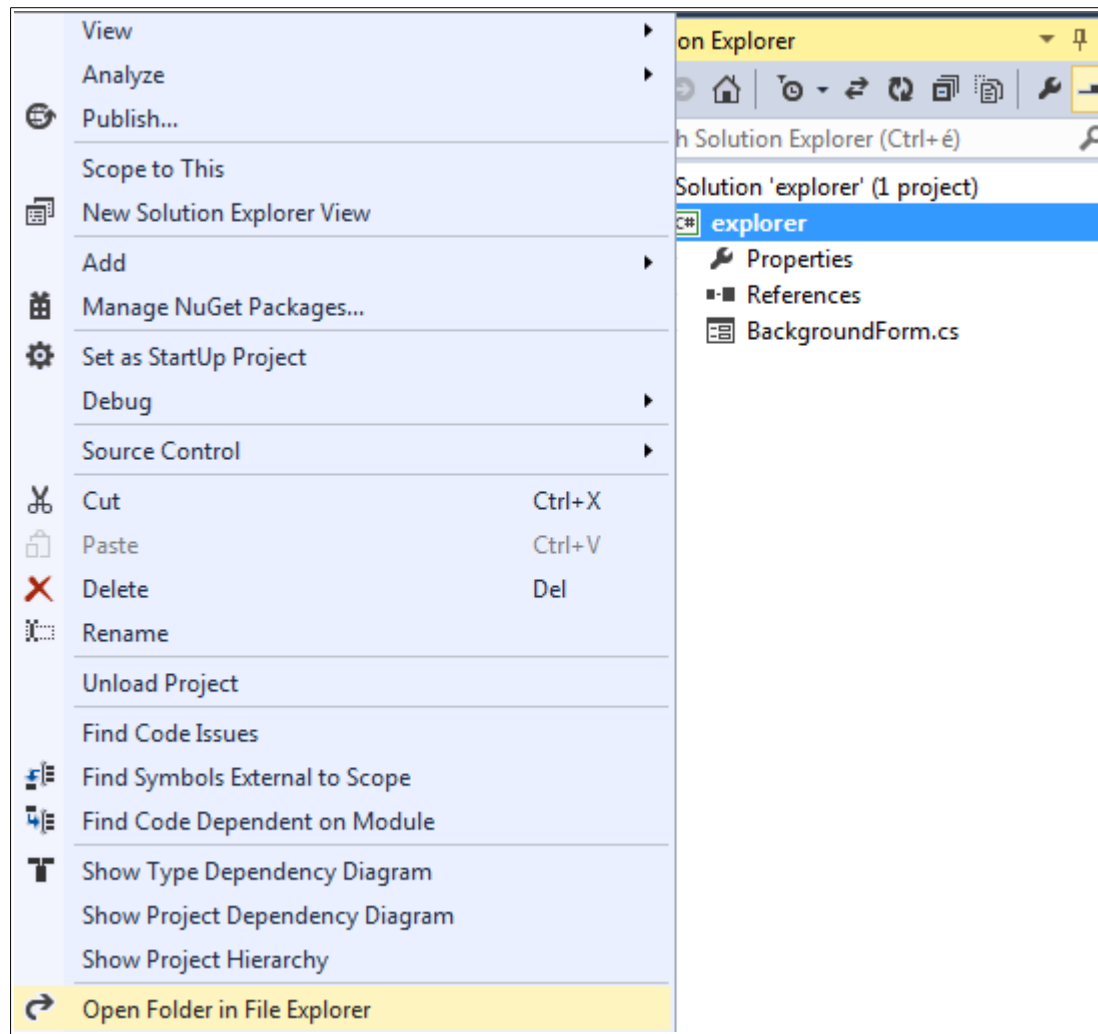 View
Analyze
Publish...
Scope to This
New Solution Explorer View
Add
Manage NuGet Packages...
Set as StartUp Project
Debug
Source Control
Cut Ctrl+X
Paste Ctrl+V
Delete Del
Rename
Unload Project
Find Code Issues
Find Symbols External to Scope
Find Code Dependent on Module
Show Type Dependency Diagram
Show Project Dependency Diagram
Show Project Hierarchy
Open Folder in File Explorer
on Explorer
h Solution Explorer (Ctrl+é)
Solution 'explorer' (1 project)
C# explorer
Properties
References
BackgroundForm.cs